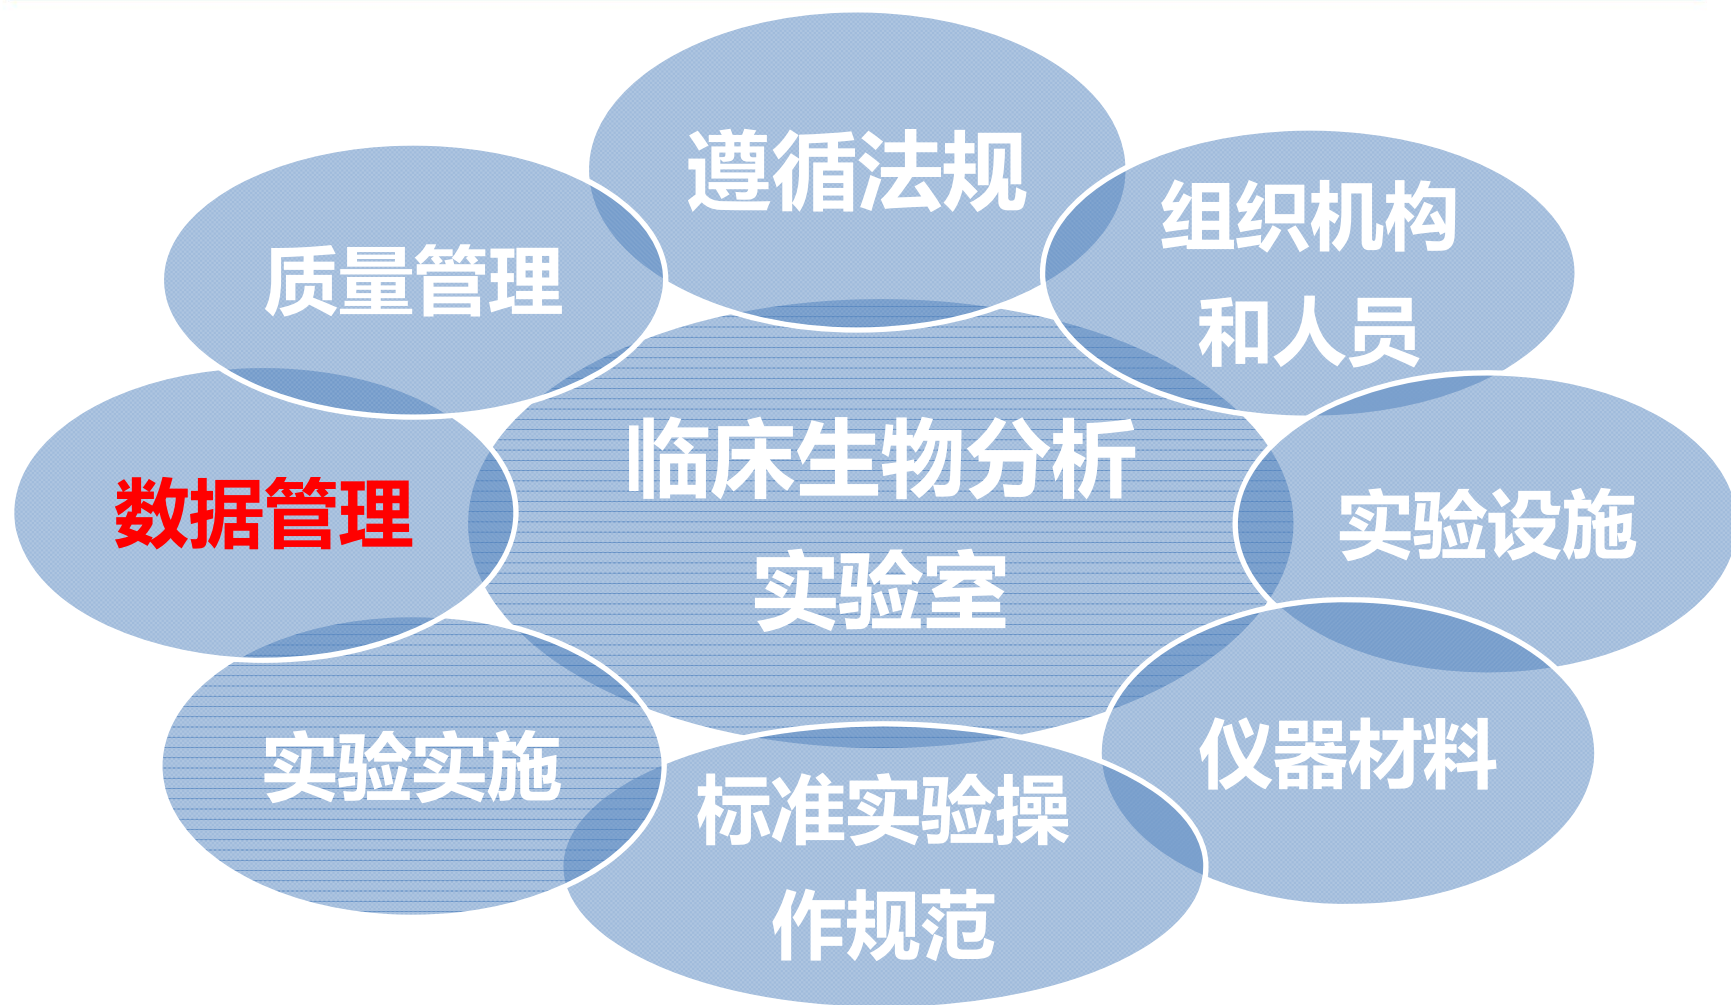 遵循法规
组织机构
和人员
质量管理
临床生物分析
实验室
数据管理
实验设施
实验实施
仪器材料
标准实验操
作规范